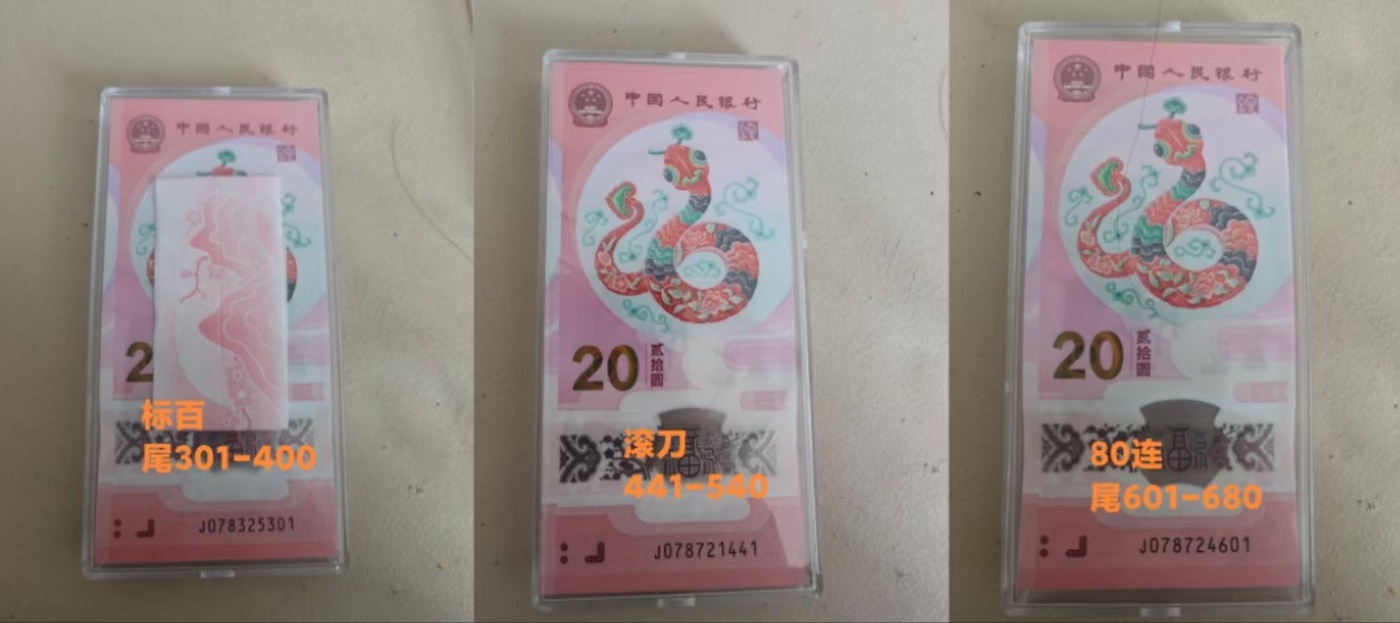 中国人民银行
2
标百
尾301-400
J078325301
中国人民银行
20
贰拾圆
滚刀
441-540
J078721441
中国人民银行
20
贰拾圆
80连
尾601-680
J078724601